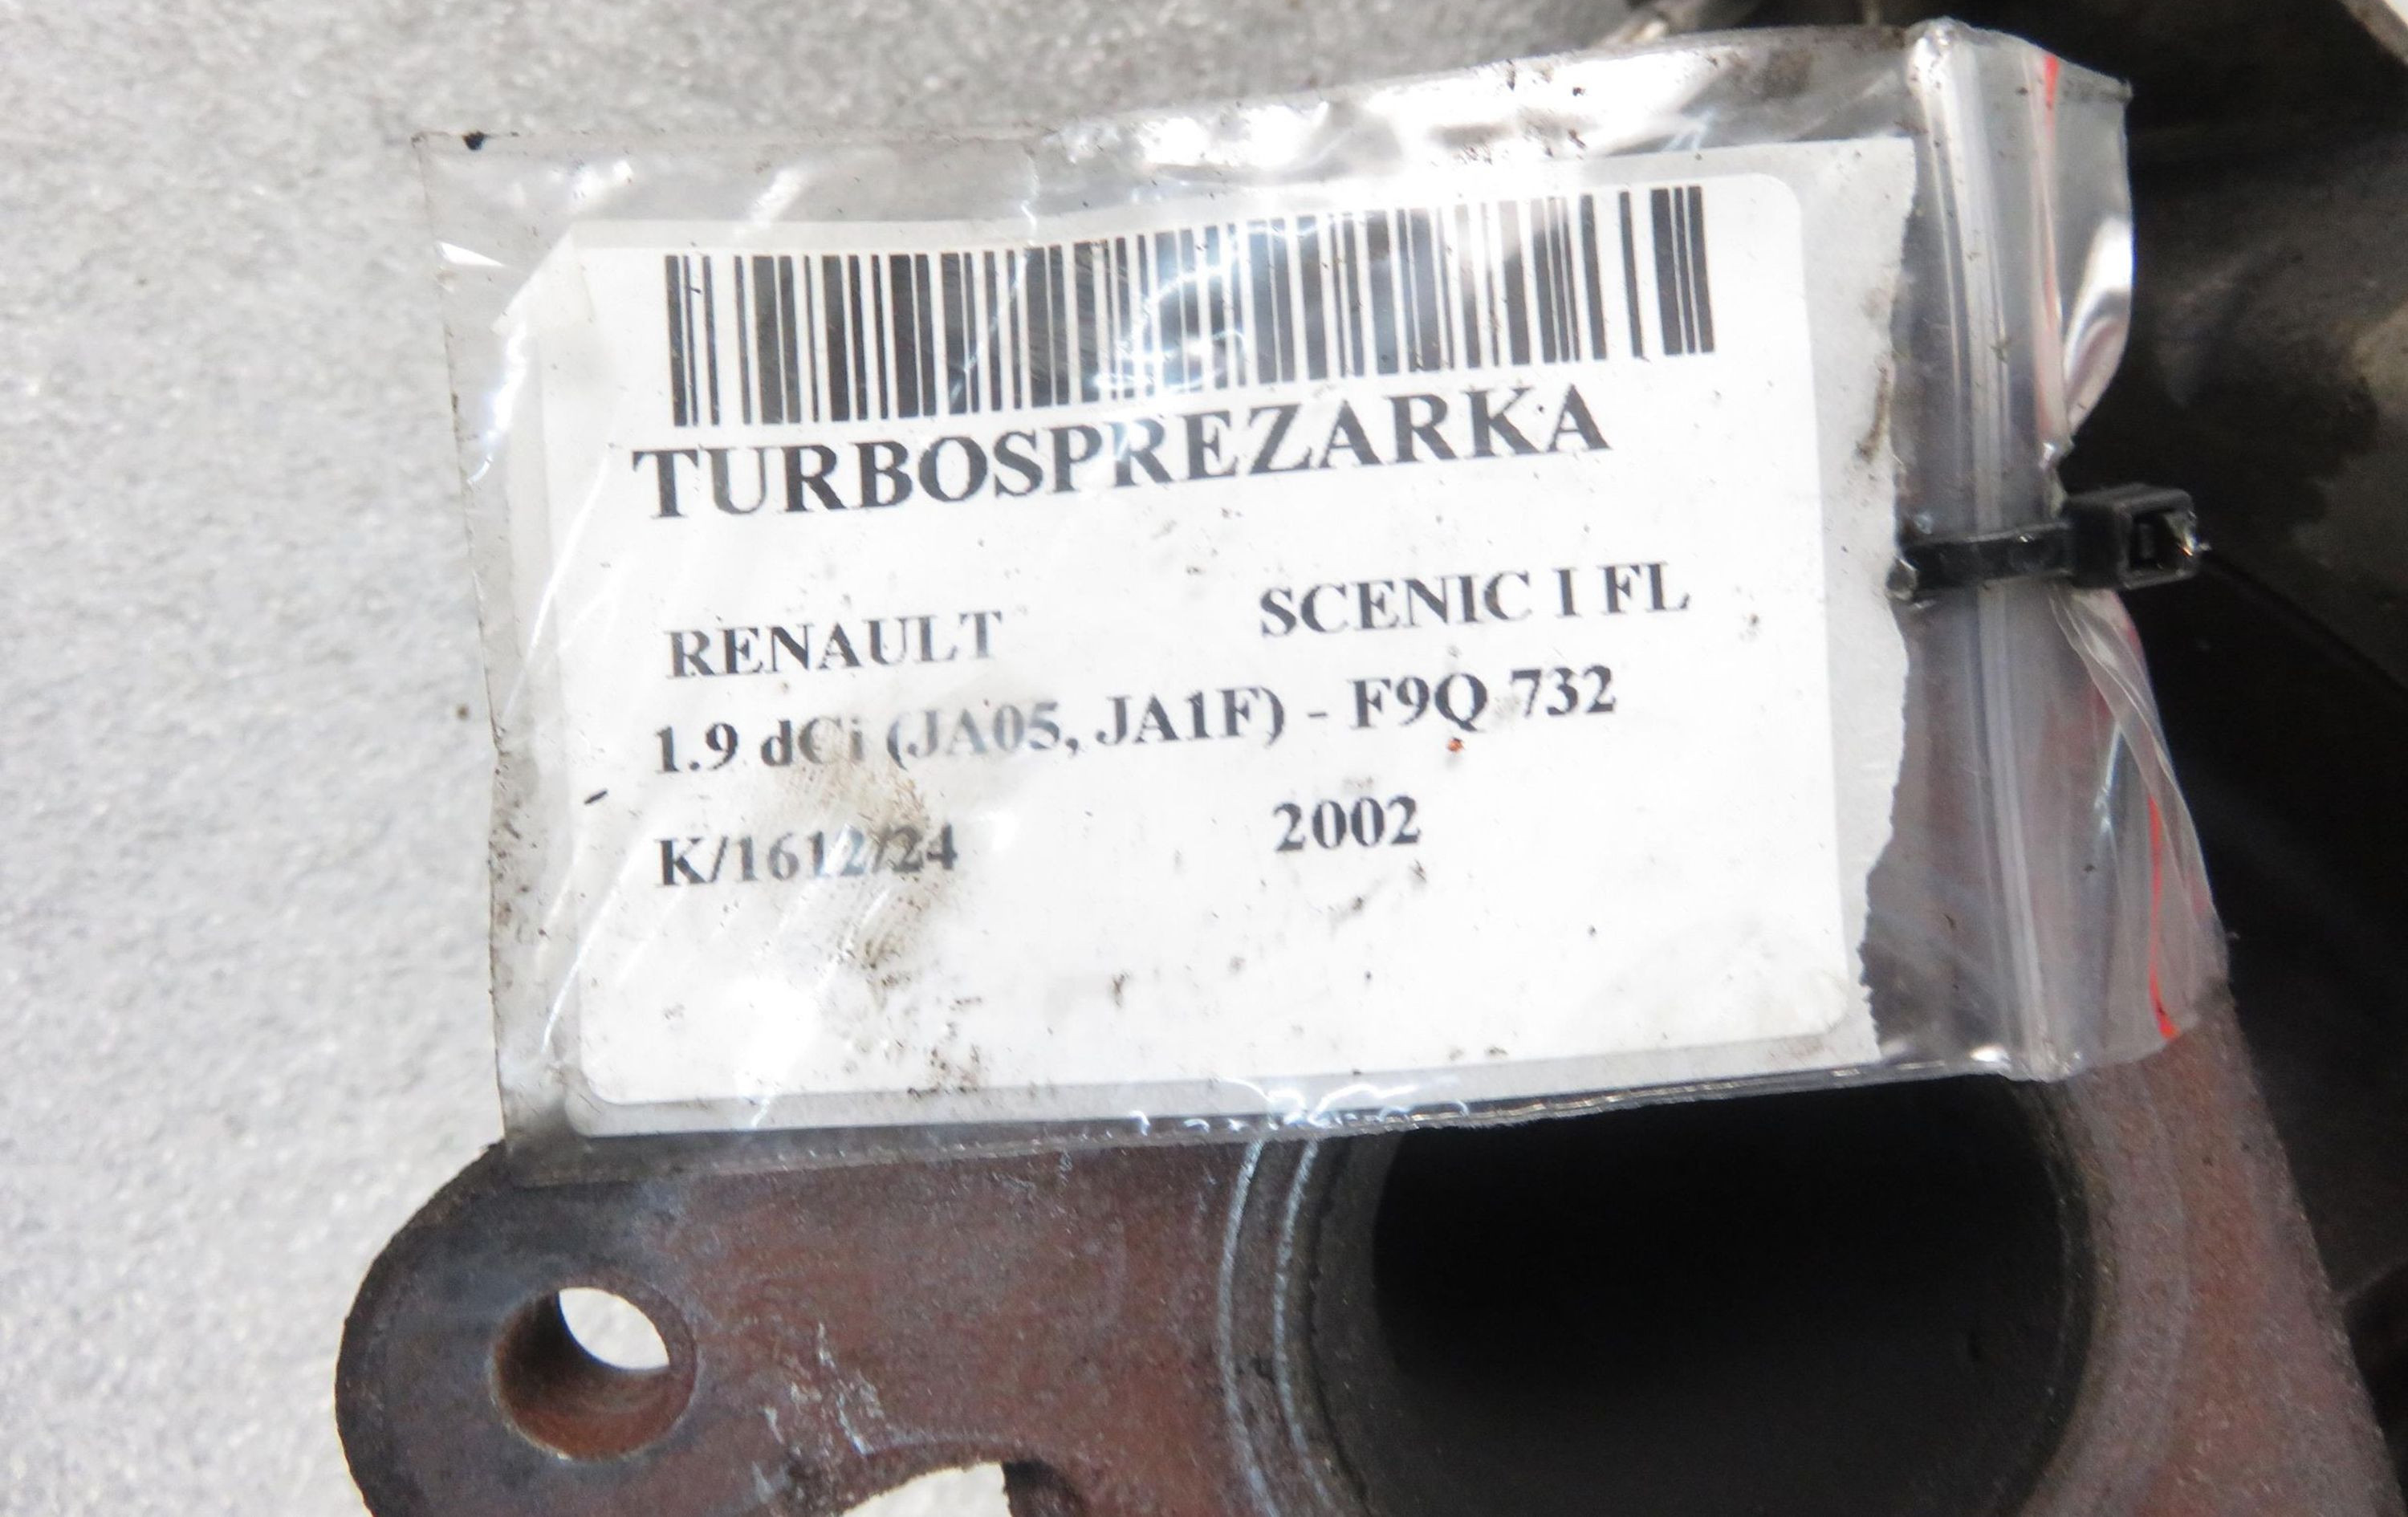 TURBOSPREZARKA
RENAULT SCENIC I FL
1.9 dCi (JA05, JA1F) - F9Q 732
K/1612/24 2002